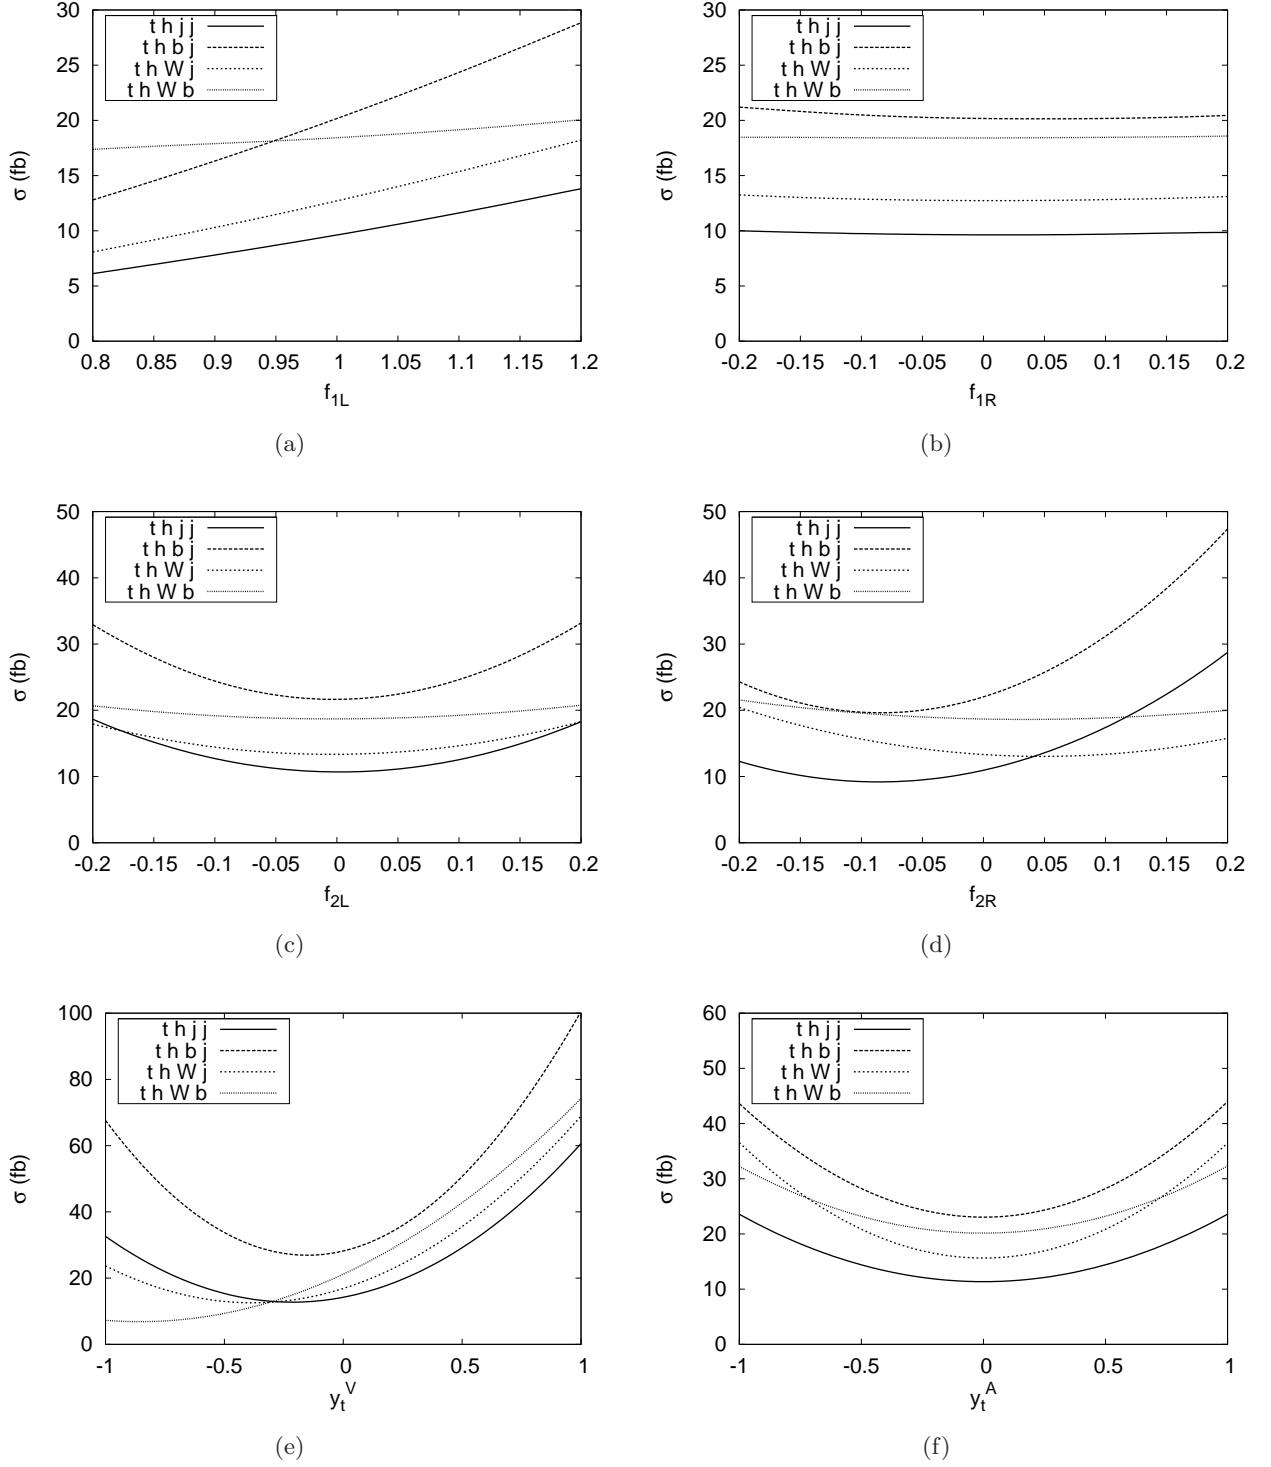 30
25
20
15
10
5
0
σ (fb)
t h j j
t h b j
t h W j
t h W b
0.8 0.85 0.9 0.95 1 1.05 1.1 1.15 1.2
f1L
(a)
30
25
20
15
10
5
0
σ (fb)
t h j j
t h b j
t h W j
t h W b
-0.2 -0.15 -0.1 -0.05 0 0.05 0.1 0.15 0.2
f1R
(b)
50
40
30
20
10
0
σ (fb)
t h j j
t h b j
t h W j
t h W b
-0.2 -0.15 -0.1 -0.05 0 0.05 0.1 0.15 0.2
f2L
(c)
50
40
30
20
10
0
σ (fb)
t h j j
t h b j
t h W j
t h W b
-0.2 -0.15 -0.1 -0.05 0 0.05 0.1 0.15 0.2
f2R
(d)
100
80
60
40
20
0
σ (fb)
t h j j
t h b j
t h W j
t h W b
-1 -0.5 0 0.5 1
ytV
(e)
60
50
40
30
20
10
0
σ (fb)
t h j j
t h b j
t h W j
t h W b
-1 -0.5 0 0.5 1
ytA
(f)